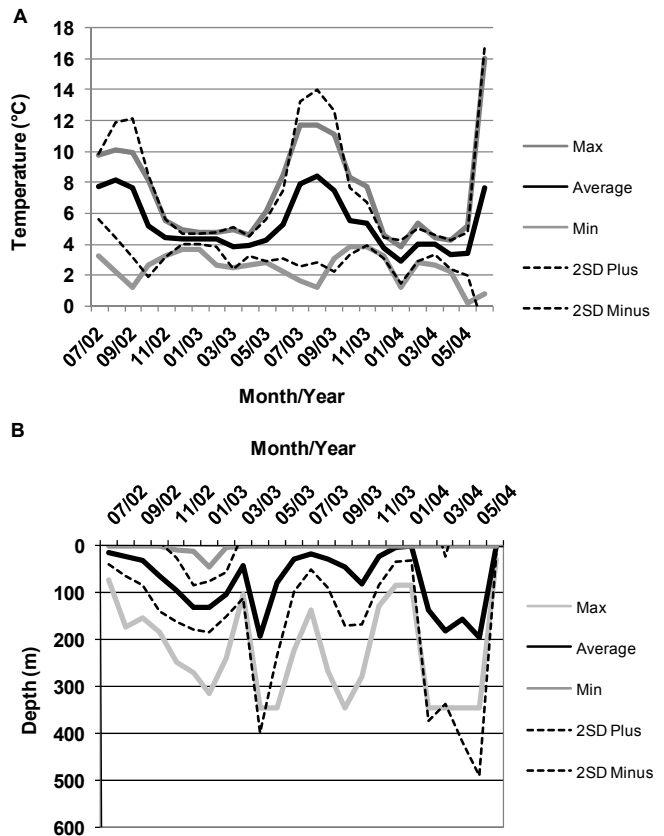 A
Temperature (°C)
18
16
14
12
10
8
6
4
2
0
07/02
09/02
11/02
01/03
03/03
05/03
07/03
09/03
11/03
01/04
03/04
05/04
Month/Year
Max
Average
Min
2SD Plus
2SD Minus
B
Month/Year
07/02
09/02
11/02
01/03
03/03
05/03
07/03
09/03
11/03
01/04
03/04
05/04
Depth (m)
0
100
200
300
400
500
600
Max
Average
Min
2SD Plus
2SD Minus